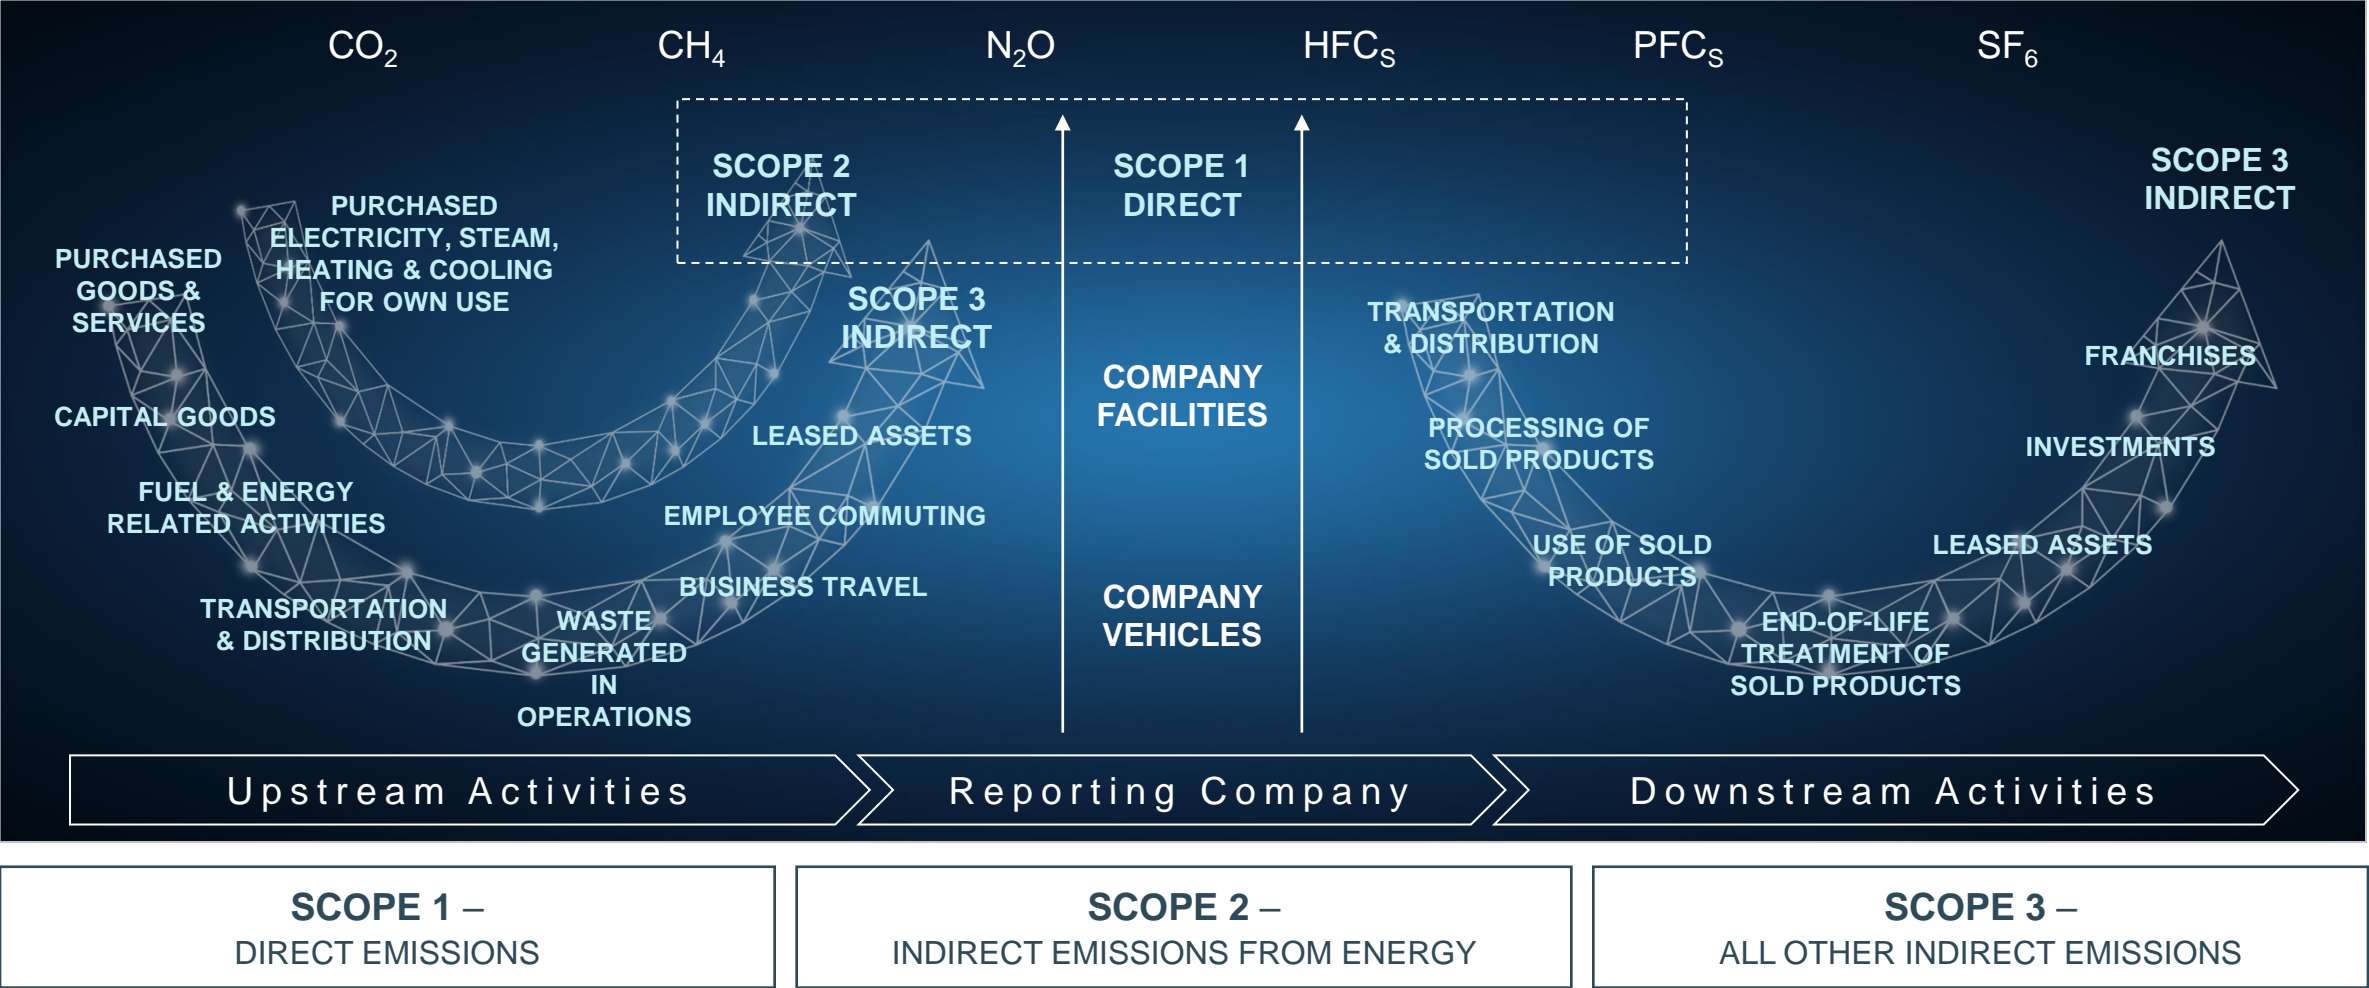 CO₂ CH₄ N₂O HFCS PFCS SF₆
SCOPE 2
INDIRECT
SCOPE 1
DIRECT
SCOPE 3
INDIRECT
PURCHASED
ELECTRICITY, STEAM,
HEATING & COOLING
FOR OWN USE
PURCHASED
GOODS &
SERVICES
CAPITAL GOODS
FUEL & ENERGY
RELATED ACTIVITIES
TRANSPORTATION
& DISTRIBUTION
WASTE
GENERATED
IN
OPERATIONS
BUSINESS TRAVEL
EMPLOYEE COMMUTING
LEASED ASSETS
SCOPE 3
INDIRECT
COMPANY
FACILITIES
COMPANY
VEHICLES
TRANSPORTATION
& DISTRIBUTION
PROCESSING OF
SOLD PRODUCTS
USE OF SOLD
PRODUCTS
END-OF-LIFE
TREATMENT OF
SOLD PRODUCTS
LEASED ASSETS
INVESTMENTS
FRANCHISES
Upstream Activities
Reporting Company
Downstream Activities
SCOPE 1 –
DIRECT EMISSIONS
SCOPE 2 –
INDIRECT EMISSIONS FROM ENERGY
SCOPE 3 –
ALL OTHER INDIRECT EMISSIONS